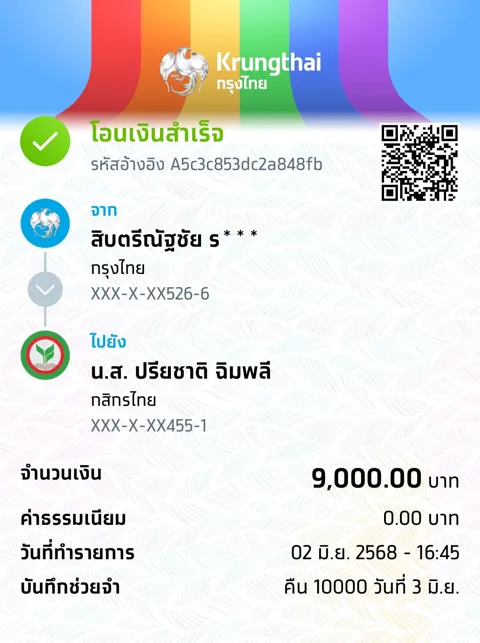 Krungthai
กรุงไทย
โอนเงินสำเร็จ
รหัสอ้างอิง A5c3c853dc2a848fb
จาก
สิบตรีณัฐชัย ร***
กรุงไทย
XXX-X-XX526-6
ไปยัง
น.ส. ปรียชาติ ฉิมพลี
กสิกรไทย
XXX-X-XX455-1
จำนวนเงิน 9,000.00 บาท
ค่าธรรมเนียม 0.00 บาท
วันที่ทำรายการ 02 มิ.ย. 2568 - 16:45
บันทึกช่วยจำ คืน 10000 วันที่ 3 มิ.ย.